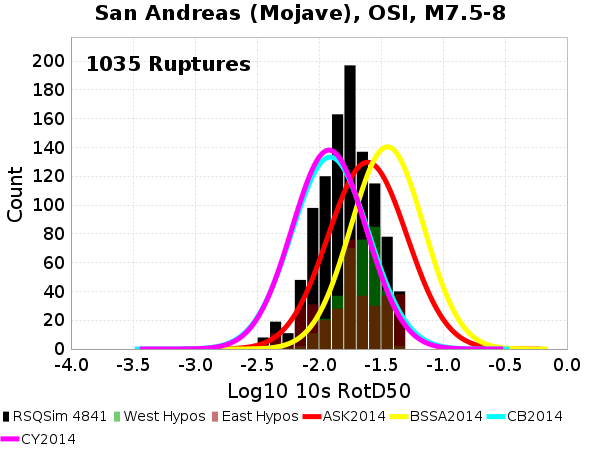 San Andreas (Mojave), OSI, M7.5-8
1035 Ruptures
Count
200
180
160
140
120
100
80
60
40
20
0
-4.0 -3.5 -3.0 -2.5 -2.0 -1.5 -1.0 -0.5 0.0
Log10 10s RotD50
RSQSim 4841 West Hypos East Hypos ASK2014 BSSA2014 CB2014
CY2014